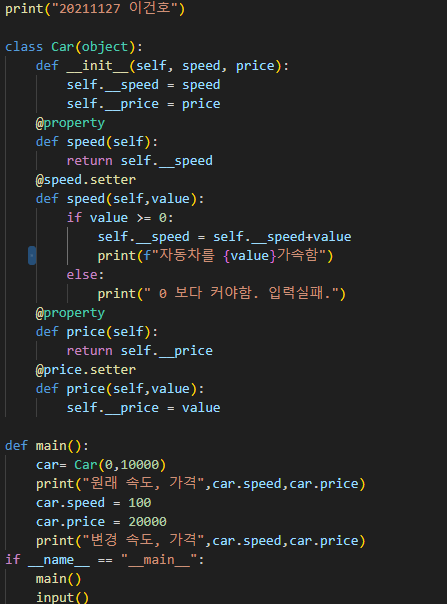 print("20211127 이건호")
class Car(object):
    def __init__(self, speed, price):
        self.__speed = speed
        self.__price = price
    @property
    def speed(self):
        return self.__speed
    @speed.setter
    def speed(self,value):
        if value >= 0:
            self.__speed = self.__speed+value
            print(f"자동차를 {value}가속함")
        else:
            print(" 0 보다 커야함. 입력실패.")
    @property
    def price(self):
        return self.__price
    @price.setter
    def price(self,value):
        self.__price = value
def main():
    car= Car(0,10000)
    print("원래 속도, 가격",car.speed,car.price)
    car.speed = 100
    car.price = 20000
    print("변경 속도, 가격",car.speed,car.price)
if __name__ == "__main__":
    main()
    input()